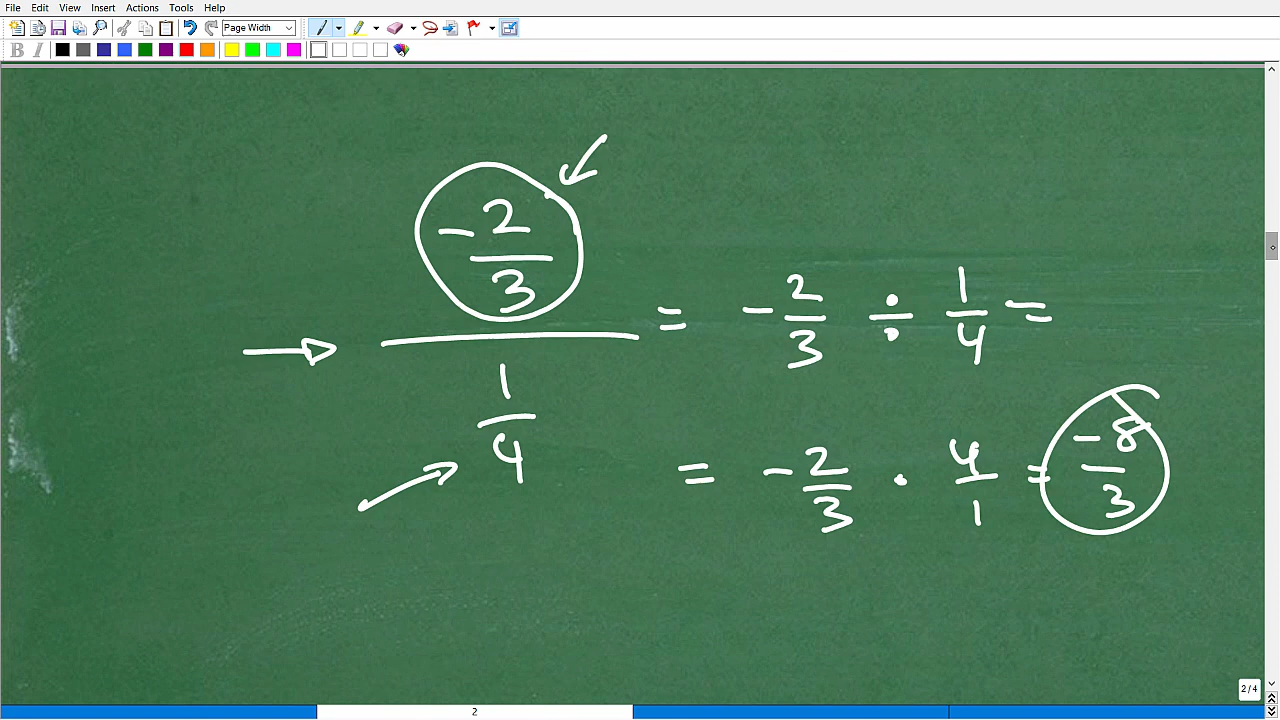 File Edit View Insert Actions Tools Help
Page Width
B I
-2/3
= -2/3 ÷ 1/4 =
1/4
= -2/3 · 4/1 = -8/3
2 / 4
2